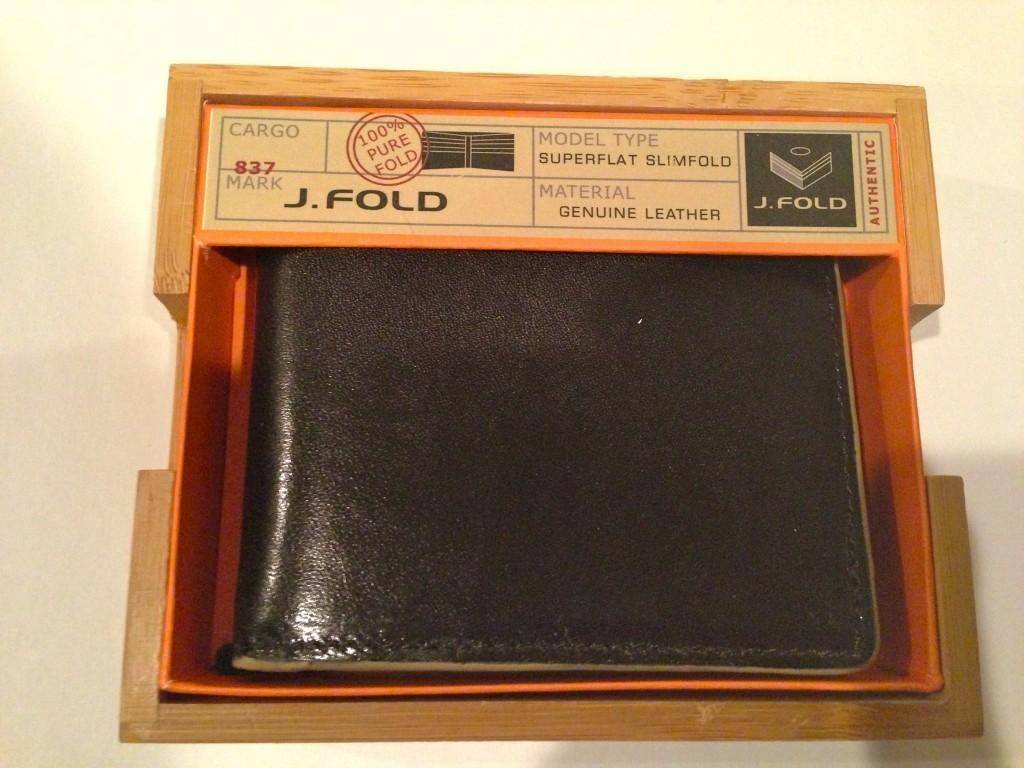 CARGO
837
MARK
J.FOLD
100%
PURE
FOLD
MODEL TYPE
SUPERFLAT SLIMFOLD
MATERIAL
GENUINE LEATHER
J.FOLD
AUTHENTIC